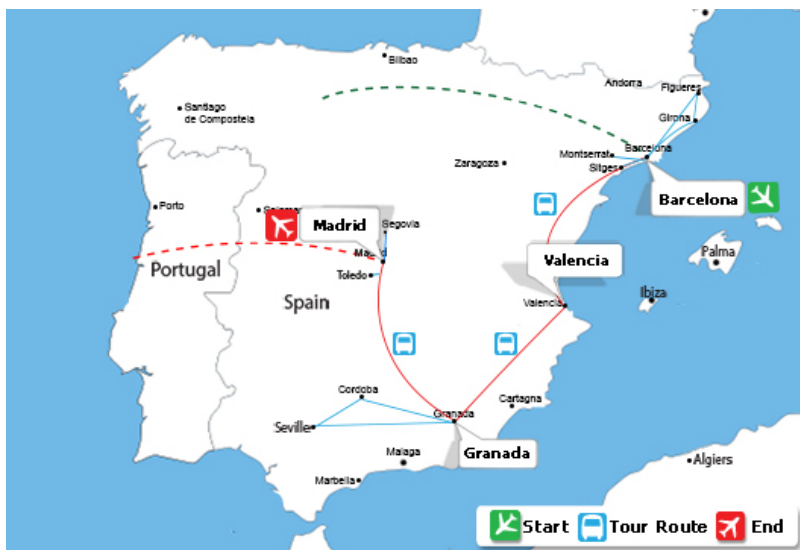 Bilbao
Andorra
Figueres
Santiago
de Compostela
Girona
Barcelona
Montserrat
Zaragoza
Sitges
Barcelona
Porto
Madrid
Segovia
Palma
Portugal
Valencia
Toledo
Spain
Ibiza
Valencia
Cordoba
Cartagna
Granada
Seville
Malaga
Granada
Algiers
Marbella
Start
Tour Route
End